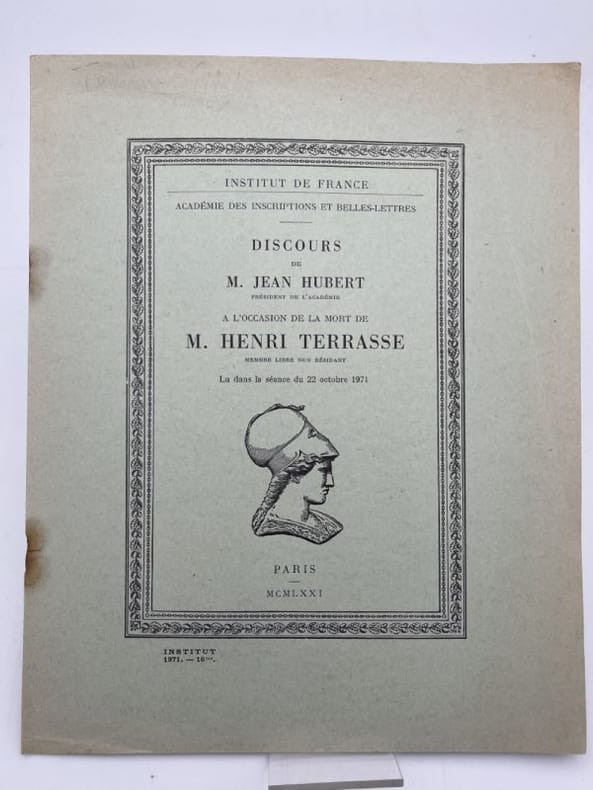 INSTITUT DE FRANCE
ACADÉMIE DES INSCRIPTIONS ET BELLES-LETTRES
DISCOURS
DE
M. JEAN HUBERT
PRÉSIDENT DE L'ACADÉMIE
A L'OCCASION DE LA MORT DE
M. HENRI TERRASSE
MEMBRE LIBRE NON RÉSIDANT
Lu dans la séance du 22 octobre 1971
PARIS
MCMLXXI
INSTITUT
1971. — 16